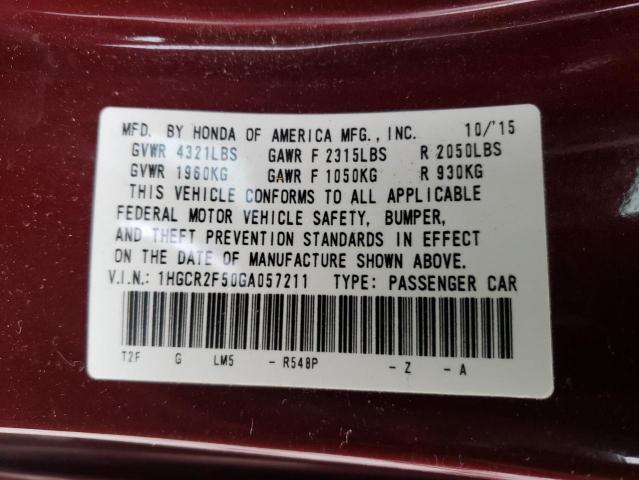 MFD. BY HONDA OF AMERICA MFG., INC. 10/'15
GVWR 4321LBS GAWR F 2315LBS R 2050LBS
GVWR 1960KG GAWR F 1050KG R 930KG
THIS VEHICLE CONFORMS TO ALL APPLICABLE
FEDERAL MOTOR VEHICLE SAFETY, BUMPER,
AND THEFT PREVENTION STANDARDS IN EFFECT
ON THE DATE OF MANUFACTURE SHOWN ABOVE.
V.I.N.: 1HGCR2F50GA057211 TYPE: PASSENGER CAR
T2F G LM5 - R548P - Z - A